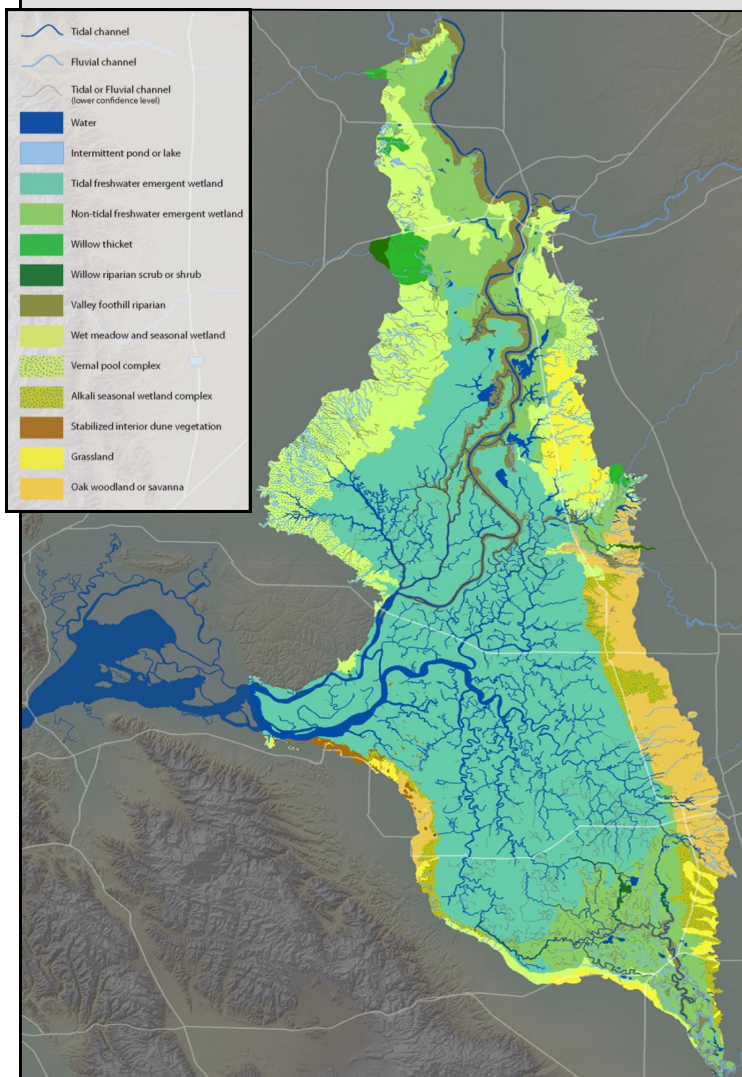 Tidal channel
Fluvial channel
Tidal or Fluvial channel
(lower confidence level)
Water
Intermittent pond or lake
Tidal freshwater emergent wetland
Non-tidal freshwater emergent wetland
Willow thicket
Willow riparian scrub or shrub
Valley foothill riparian
Wet meadow and seasonal wetland
Vernal pool complex
Alkali seasonal wetland complex
Stabilized interior dune vegetation
Grassland
Oak woodland or savanna
505